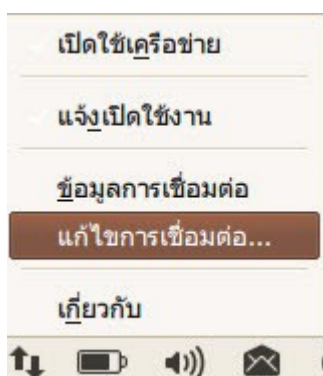 เปิดใช้เครือข่าย
แจ้งเปิดใช้งาน
ข้อมูลการเชื่อมต่อ
แก้ไขการเชื่อมต่อ...
เกี่ยวกับ